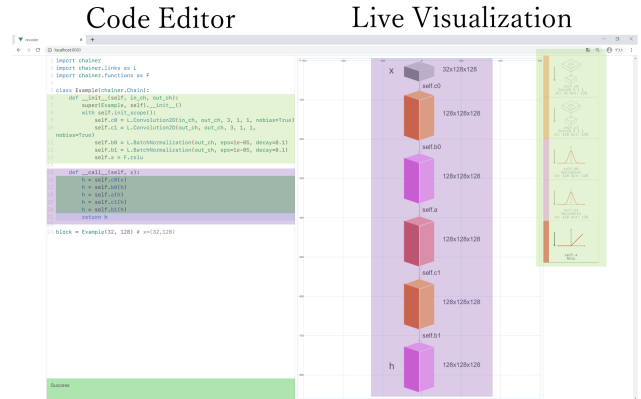 Code Editor
Live Visualization
localhost:8080
import chainer
import chainer.links as L
import chainer.functions as F
class Example(chainer.Chain):
def __init__(self, in_ch, out_ch):
super(Example, self).__init__()
with self.init_scope():
self.c0 = L.Convolution2D(in_ch, out_ch, 3, 1, 1, nobias=True)
self.c1 = L.Convolution2D(out_ch, out_ch, 3, 1, 1,
nobias=True)
self.b0 = L.BatchNormalization(out_ch, eps=1e-05, decay=0.1)
self.b1 = L.BatchNormalization(out_ch, eps=1e-05, decay=0.1)
self.a = F.relu
def __call__(self, x):
h = self.c0(x)
h = self.b0(h)
h = self.a(h)
h = self.c1(h)
h = self.b1(h)
return h
block = Example(32, 128) # x=(32,128)
Success
x
32x128x128
self.c0
128x128x128
self.b0
128x128x128
self.a
128x128x128
self.c1
128x128x128
self.b1
h
128x128x128
self.a